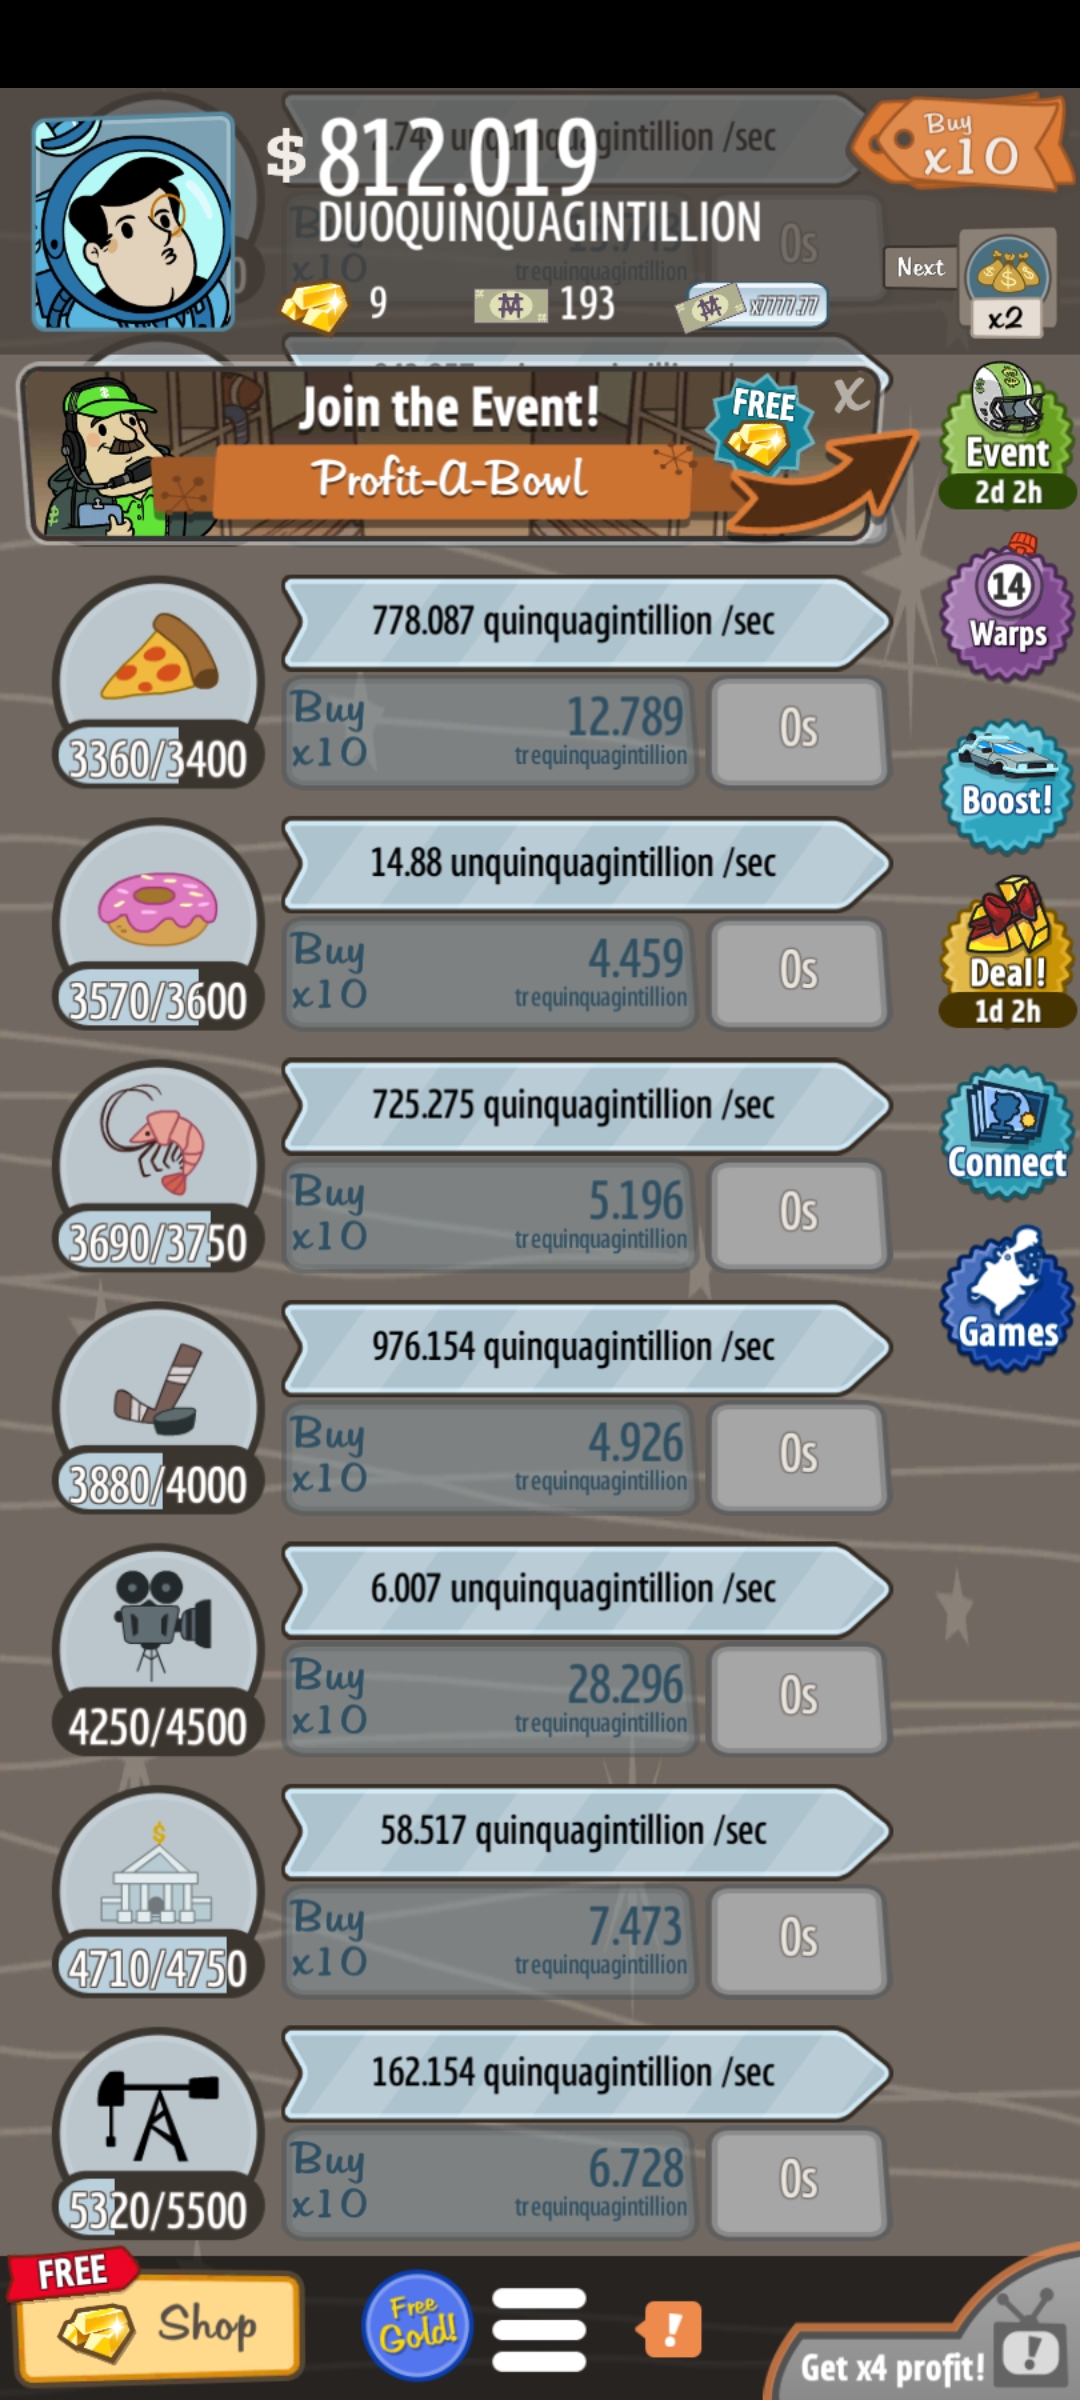 $ 812.019
DUOQUINQUAGINTILLION
Buy
x10
unquinquagintillion /sec
Buy
x10
trequinquagintillion
0s
9
193
x7777.77
Next
x2
Join the Event!
Profit-A-Bowl
FREE
X
Event
2d 2h
14
Warps
Boost!
Deal!
1d 2h
Connect
Games
778.087 quinquagintillion /sec
3360/3400
Buy
x10
12.789
trequinquagintillion
0s
14.88 unquinquagintillion /sec
3570/3600
Buy
x10
4.459
trequinquagintillion
0s
725.275 quinquagintillion /sec
3690/3750
Buy
x10
5.196
trequinquagintillion
0s
976.154 quinquagintillion /sec
3880/4000
Buy
x10
4.926
trequinquagintillion
0s
6.007 unquinquagintillion /sec
4250/4500
Buy
x10
28.296
trequinquagintillion
0s
58.517 quinquagintillion /sec
4710/4750
Buy
x10
7.473
trequinquagintillion
0s
162.154 quinquagintillion /sec
5320/5500
Buy
x10
6.728
trequinquagintillion
0s
FREE
Shop
Free
Gold!
!
Get x4 profit!
!